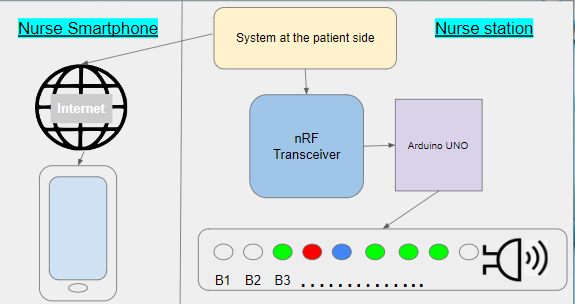 Nurse Smartphone
System at the patient side
Nurse station
Internet
nRF
Transceiver
Arduino UNO
B1 B2 B3 ..............